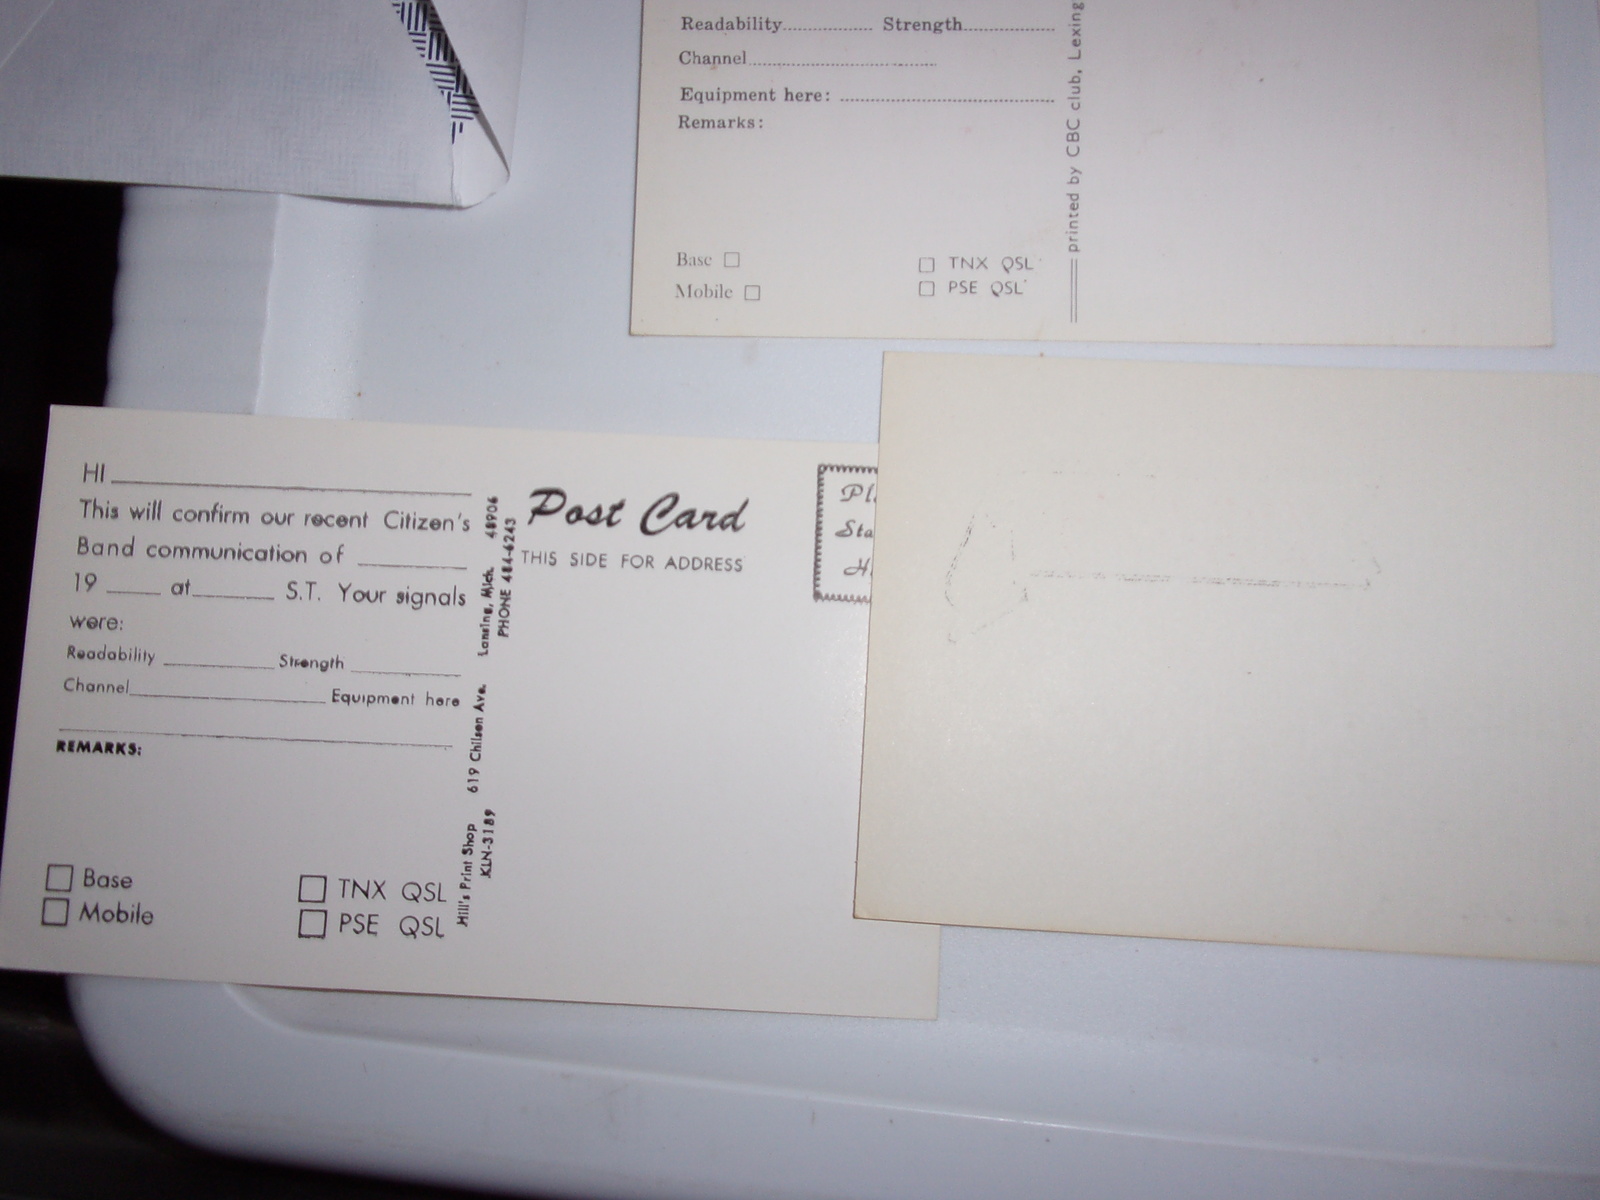 Readability Strength
Channel
Equipment here:
Remarks:
Base
Mobile
TNX QSL
PSE QSL
printed by CBC club, Lexing
HI
This will confirm our recent Citizen's
Band communication of
19 at S.T. Your signals
were:
Readability Strength
Channel Equipment here
REMARKS:
Base
Mobile
TNX QSL
PSE QSL
Hill's Print Shop 619 Chilson Ave. Lansing, Mich. 48906
KLN-3189 PHONE 484-6243
Post Card
THIS SIDE FOR ADDRESS
Pl
Sta
H